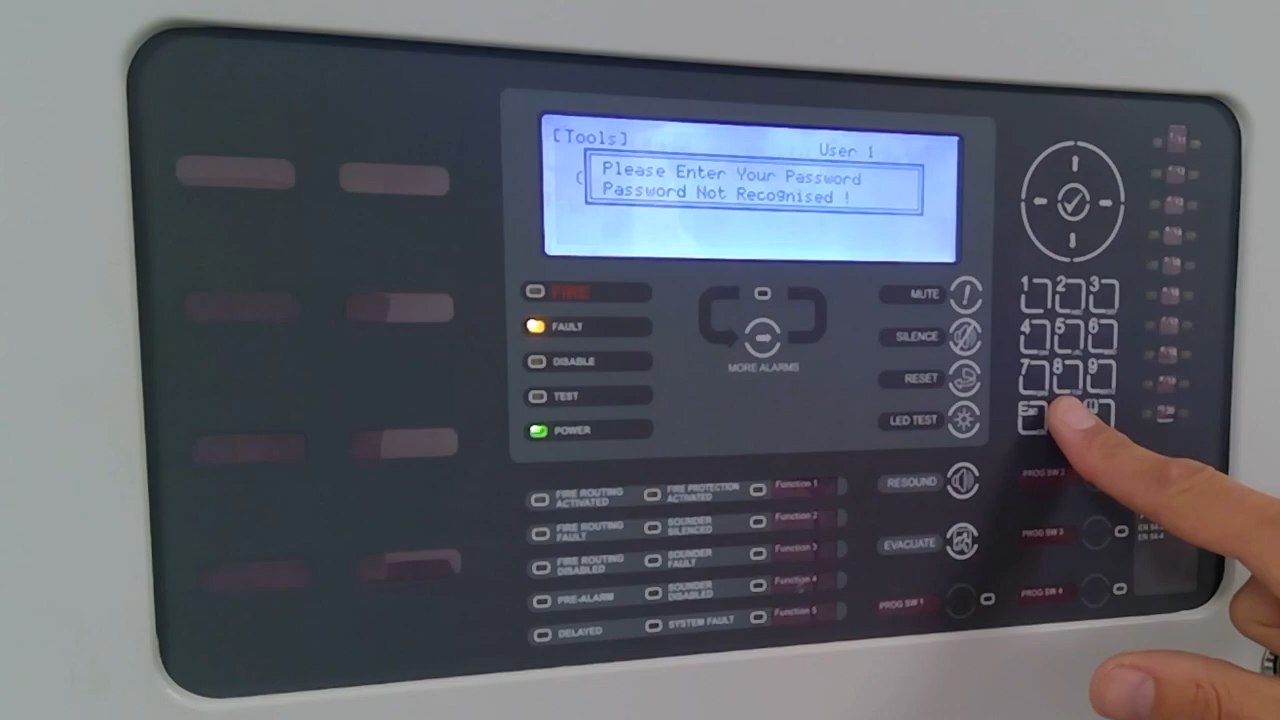 [Tools]
User 1
(
Please Enter Your Password
Password Not Recognised !
FIRE
FAULT
DISABLE
TEST
POWER
MORE ALARMS
MUTE
SILENCE
RESET
LED TEST
RESOUND
EVACUATE
1 2 3
4 5 6
7 8 9
FIRE ROUTING ACTIVATED
FIRE PROTECTION ACTIVATED
Function 1
FIRE ROUTING FAULT
SOUNDER SILENCED
Function 2
FIRE ROUTING DISABLED
SOUNDER FAULT
Function 3
PRE-ALARM
SOUNDER DISABLED
Function 4
DELAYED
SYSTEM FAULT
Function 5
PROG SW 1
PROG SW 2
PROG SW 3
PROG SW 4